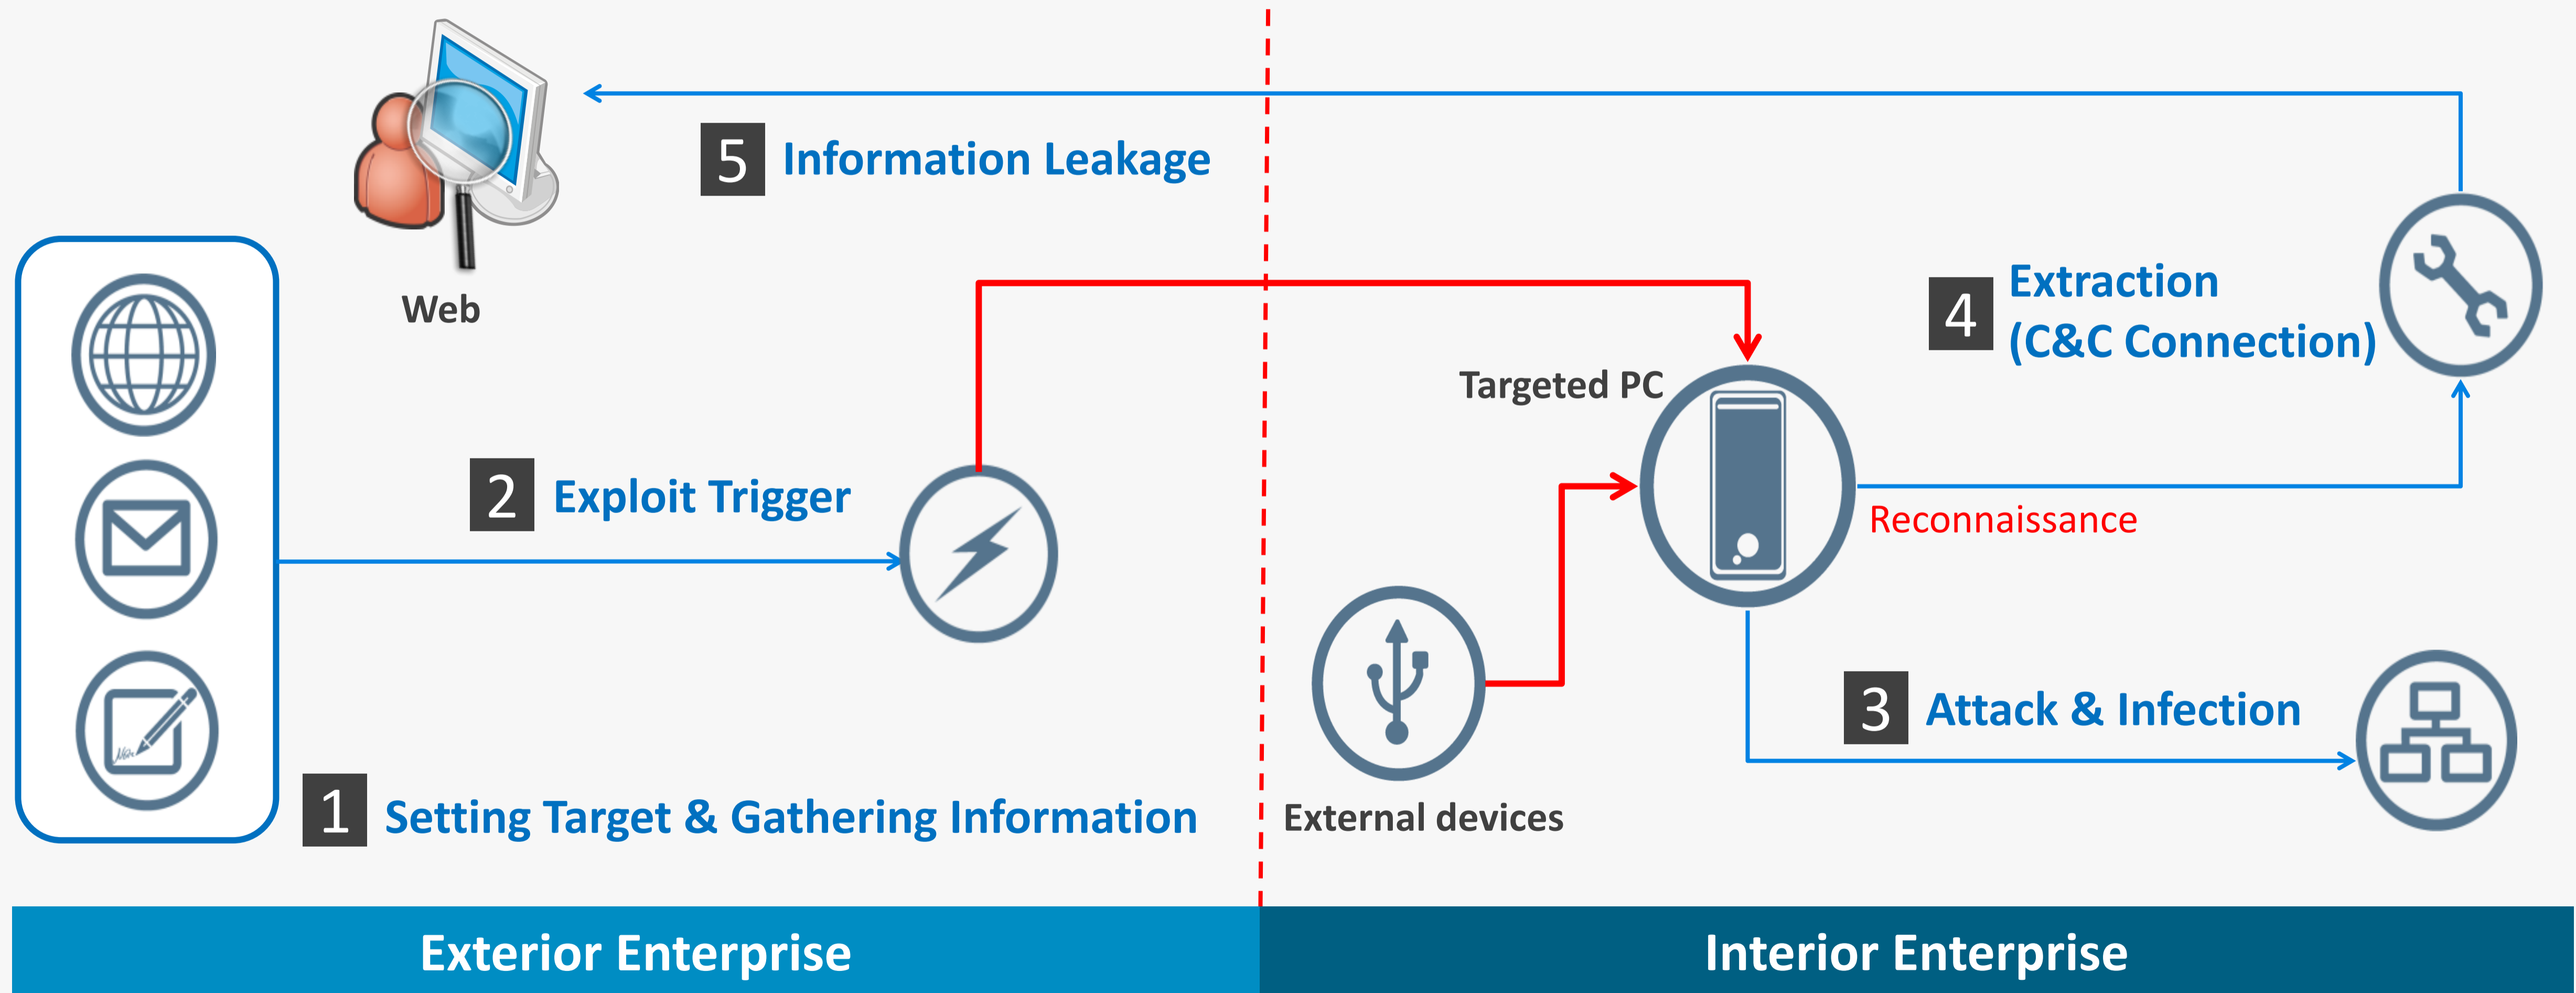 5 Information Leakage
Web
4 Extraction
(C&C Connection)
Targeted PC
2 Exploit Trigger
Reconnaissance
3 Attack & Infection
1 Setting Target & Gathering Information
External devices
Exterior Enterprise
Interior Enterprise